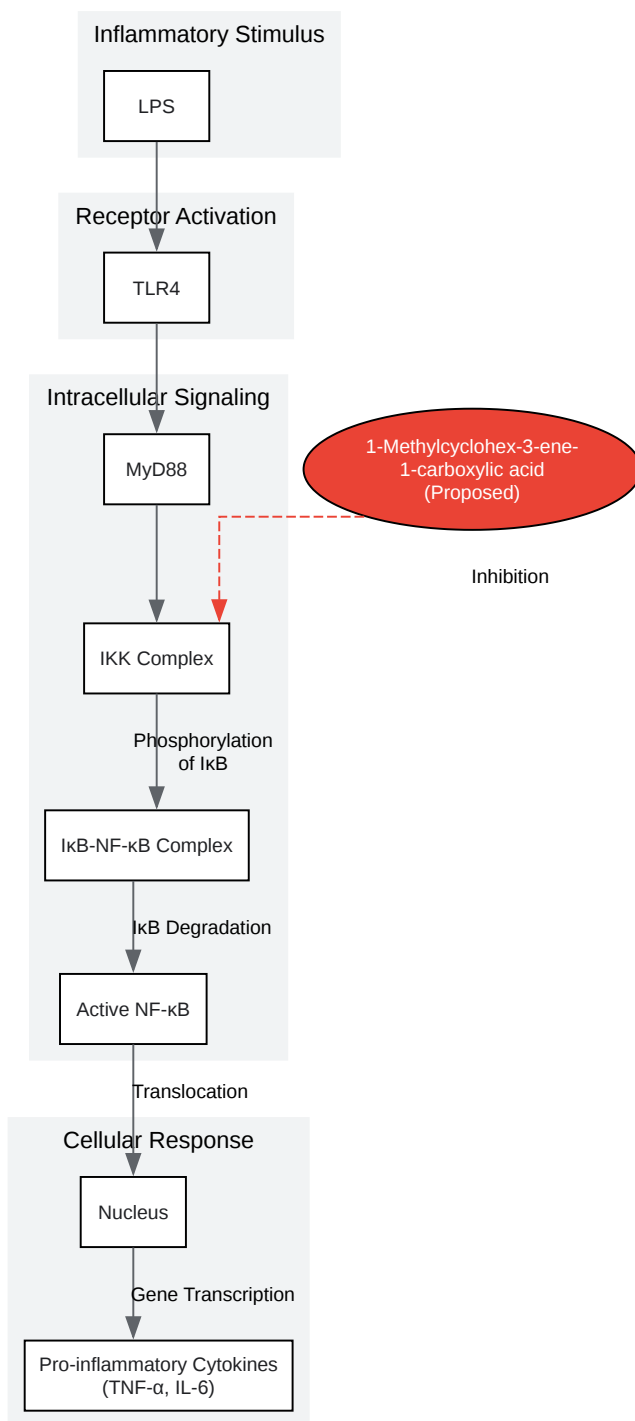 Inflammatory Stimulus
LPS
Receptor Activation
TLR4
Intracellular Signaling
MyD88
1-Methylcyclohex-3-ene-
1-carboxylic acid
(Proposed)
Inhibition
IKK Complex
Phosphorylation
of IκB
IκB-NF-κB Complex
IκB Degradation
Active NF-κB
Translocation
Cellular Response
Nucleus
Gene Transcription
Pro-inflammatory Cytokines
(TNF-α, IL-6)